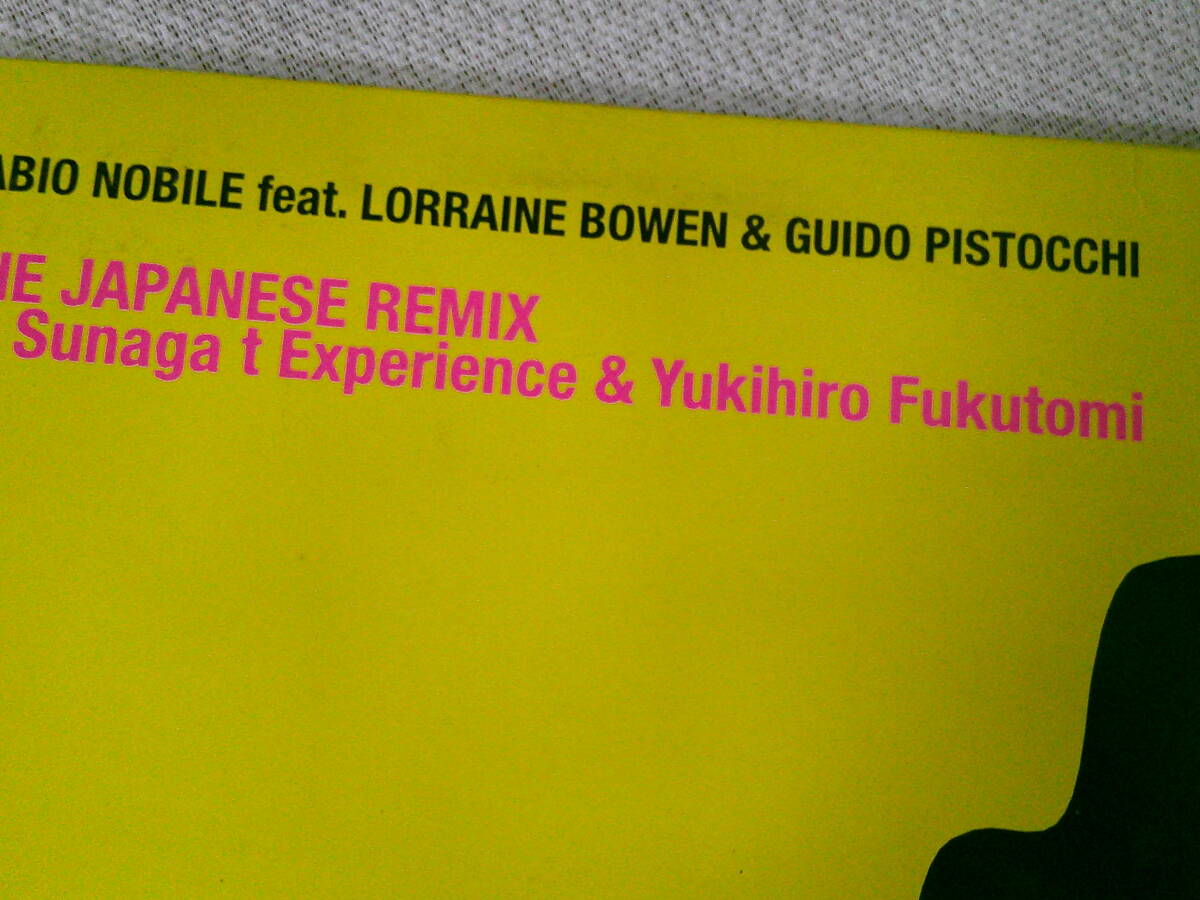 ABIO NOBILE feat. LORRAINE BOWEN & GUIDO PISTOCCHI
HE JAPANESE REMIX
Sunaga t Experience & Yukihiro Fukutomi